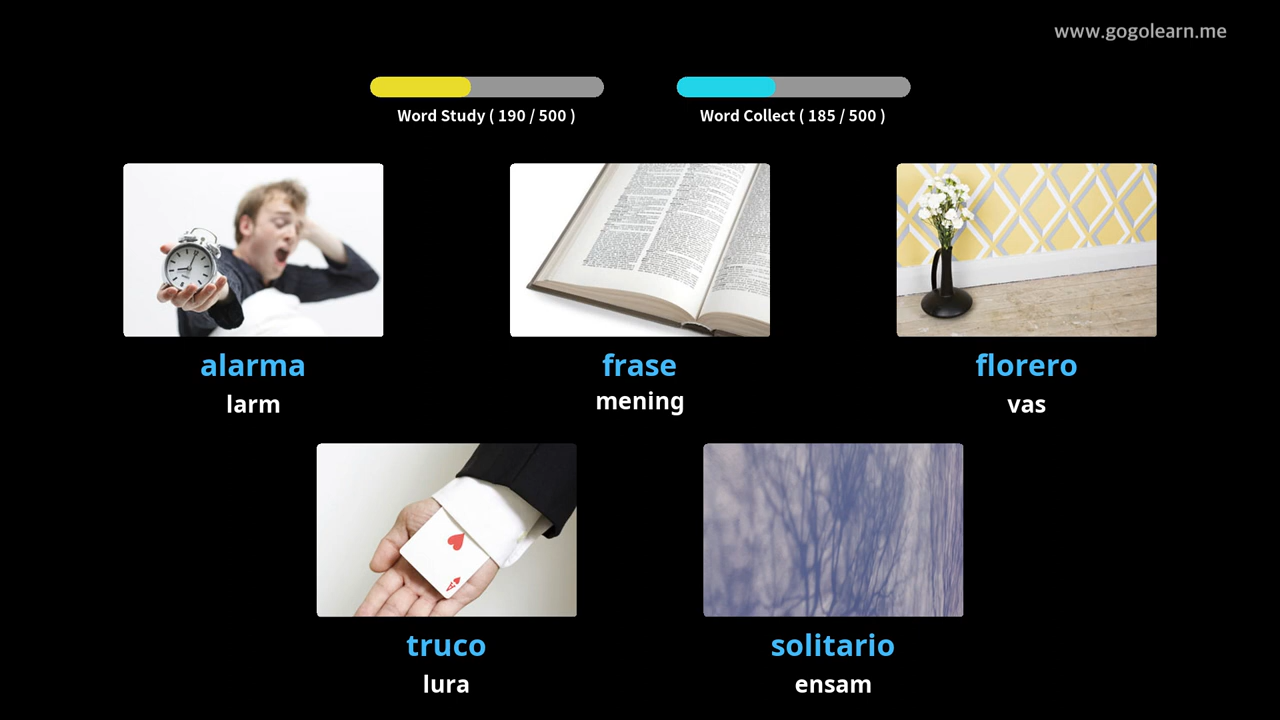 www.gogolearn.me
Word Study ( 190 / 500 )
Word Collect ( 185 / 500 )
alarma
larm
frase
mening
florero
vas
truco
lura
solitario
ensam